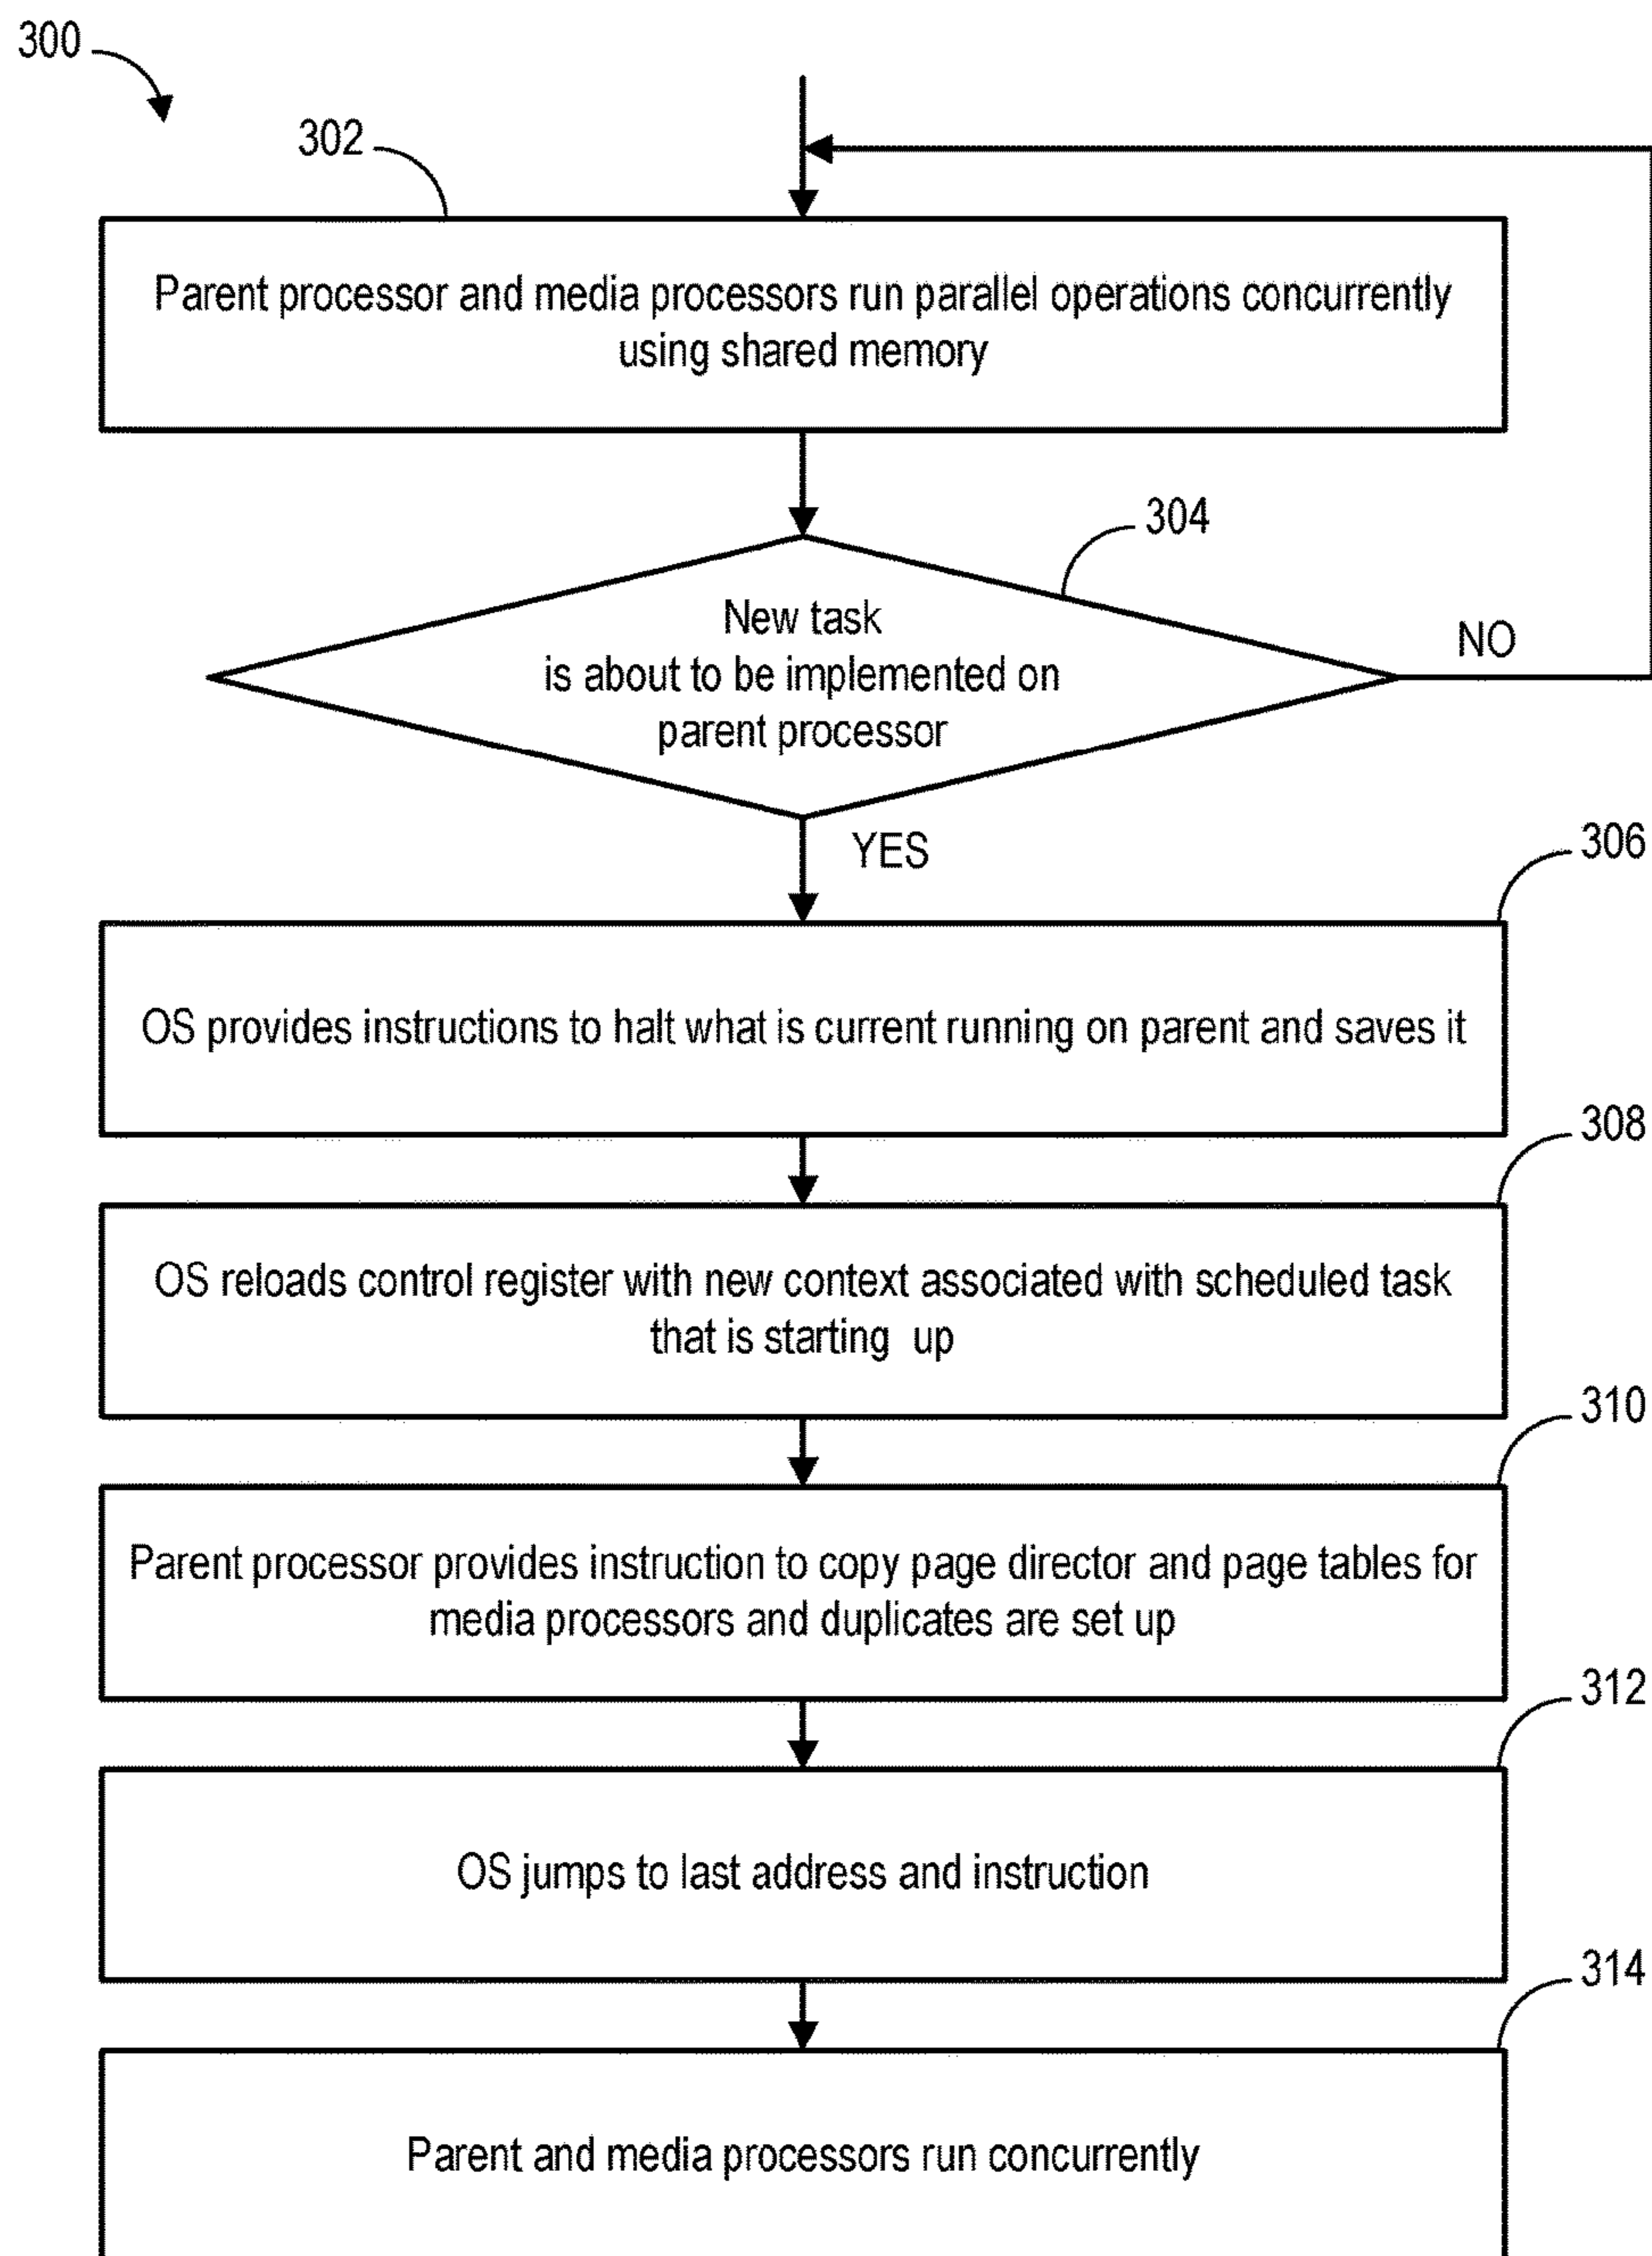 300
302
Parent processor and media processors run parallel operations concurrently
using shared memory
304
New task
is about to be implemented on
parent processor
NO
YES
306
OS provides instructions to halt what is current running on parent and saves it
308
OS reloads control register with new context associated with scheduled task
that is starting up
310
Parent processor provides instruction to copy page director and page tables for
media processors and duplicates are set up
312
OS jumps to last address and instruction
314
Parent and media processors run concurrently